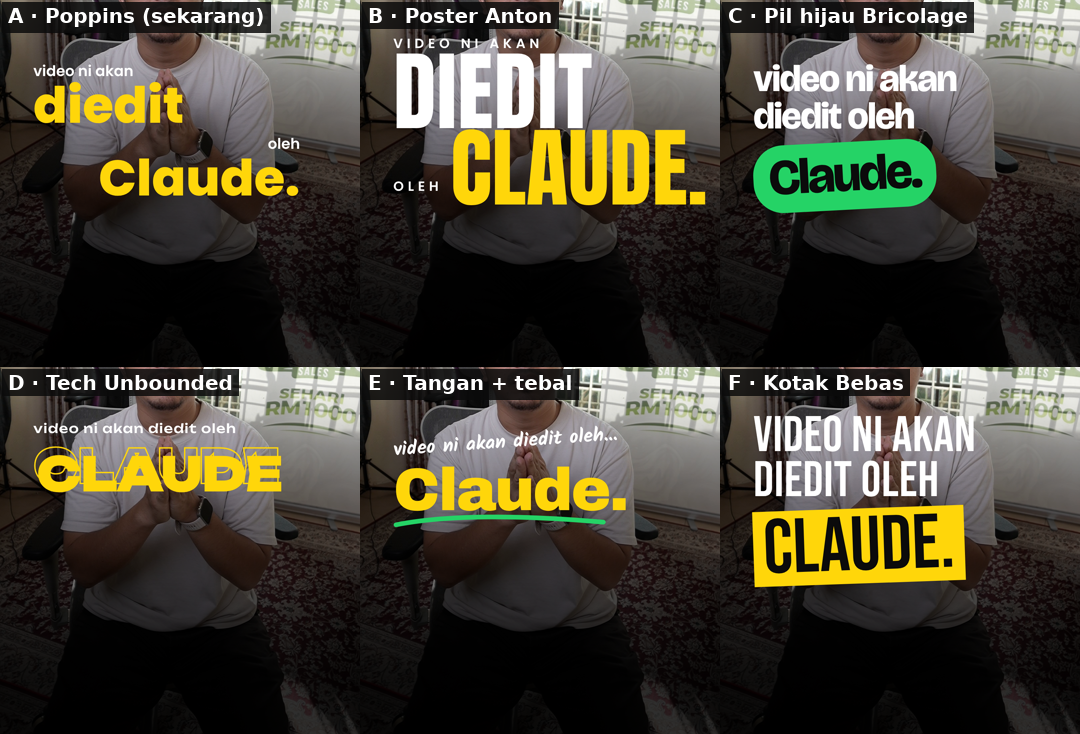 A · Poppins (sekarang)
video ni akan
diedit
oleh
Claude.
B · Poster Anton
VIDEO NI AKAN
DIEDIT
OLEH CLAUDE.
C · Pil hijau Bricolage
SALES
SEHARI
RM1000
video ni akan
diedit oleh
Claude.
D · Tech Unbounded
SALES
SEHARI
RM1000
video ni akan diedit oleh
CLAUDE
E · Tangan + tebal
SALES
SEHARI
RM1000
video ni akan diedit oleh...
Claude.
F · Kotak Bebas
SALES
SEHARI
RM1000
VIDEO NI AKAN
DIEDIT OLEH
CLAUDE.